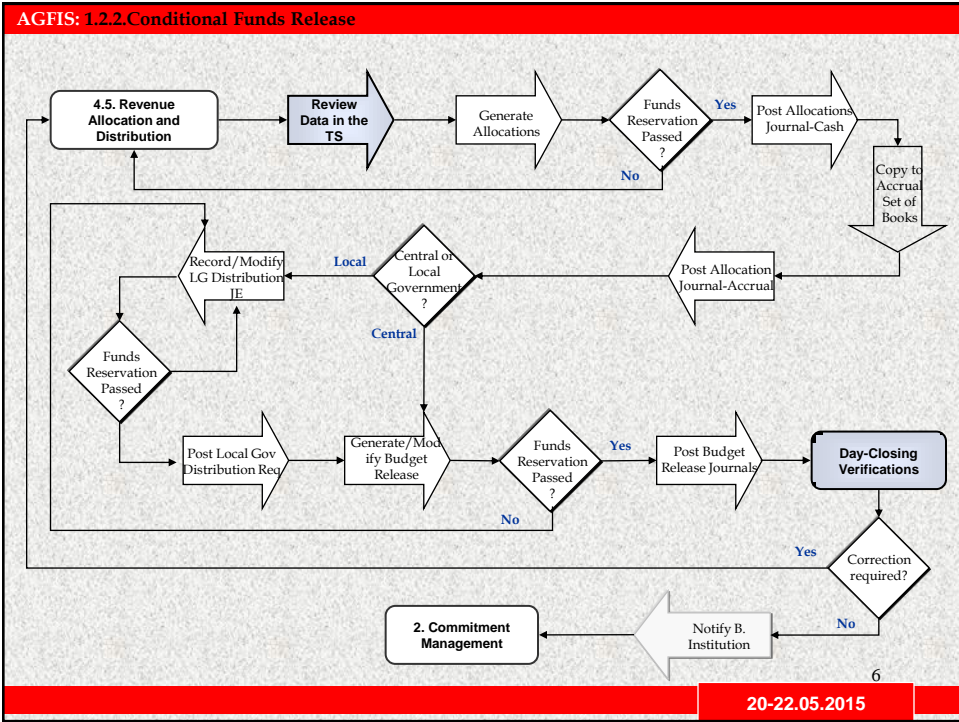 AGFIS: 1.2.2.Conditional Funds Release
4.5. Revenue
Allocation and
Distribution
Review
Data in the
TS
Generate
Allocations
Funds
Reservation
Passed
?
Yes
No
Post Allocations
Journal-Cash
Copy to
Accrual
Set of
Books
Post Allocation
Journal-Accrual
Central or
Local
Government
?
Local
Central
Record/Modify
LG Distribution
JE
Funds
Reservation
Passed
?
Post Local Gov
Distribution Req
Generate/Mod
ify Budget
Release
Funds
Reservation
Passed
?
Yes
No
Post Budget
Release Journals
Day-Closing
Verifications
Correction
required?
Yes
No
Notify B.
Institution
2. Commitment
Management
6
20-22.05.2015